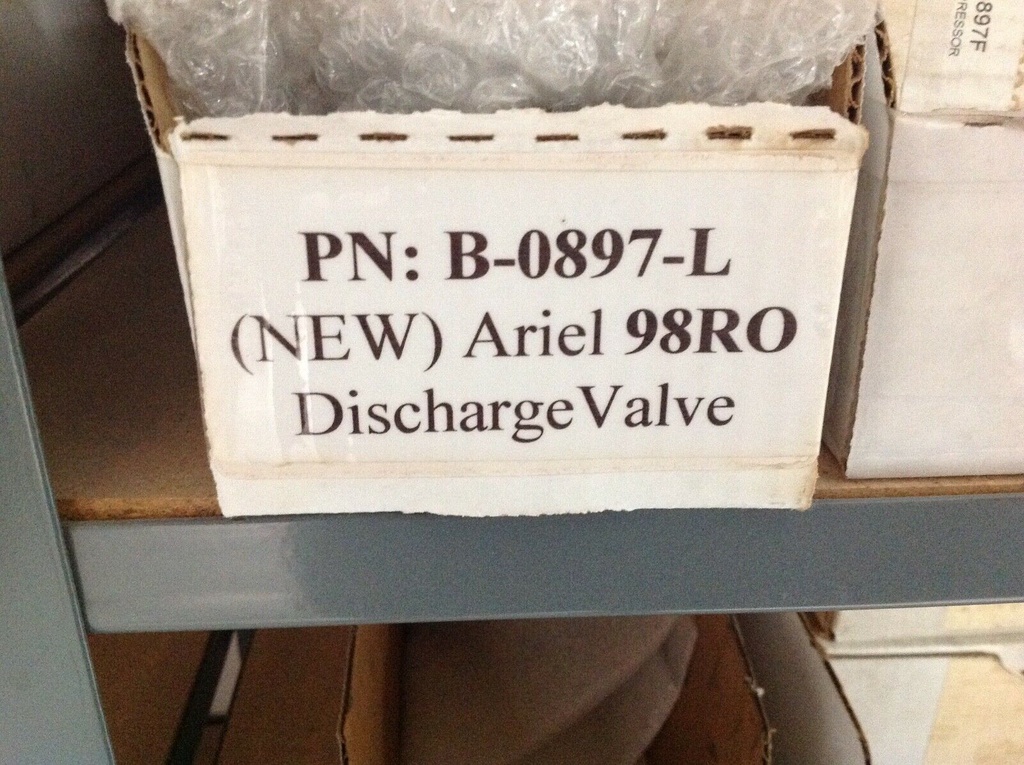 PN: B-0897-L
(NEW) Ariel 98RO
DischargeValve
897F
RESSOR